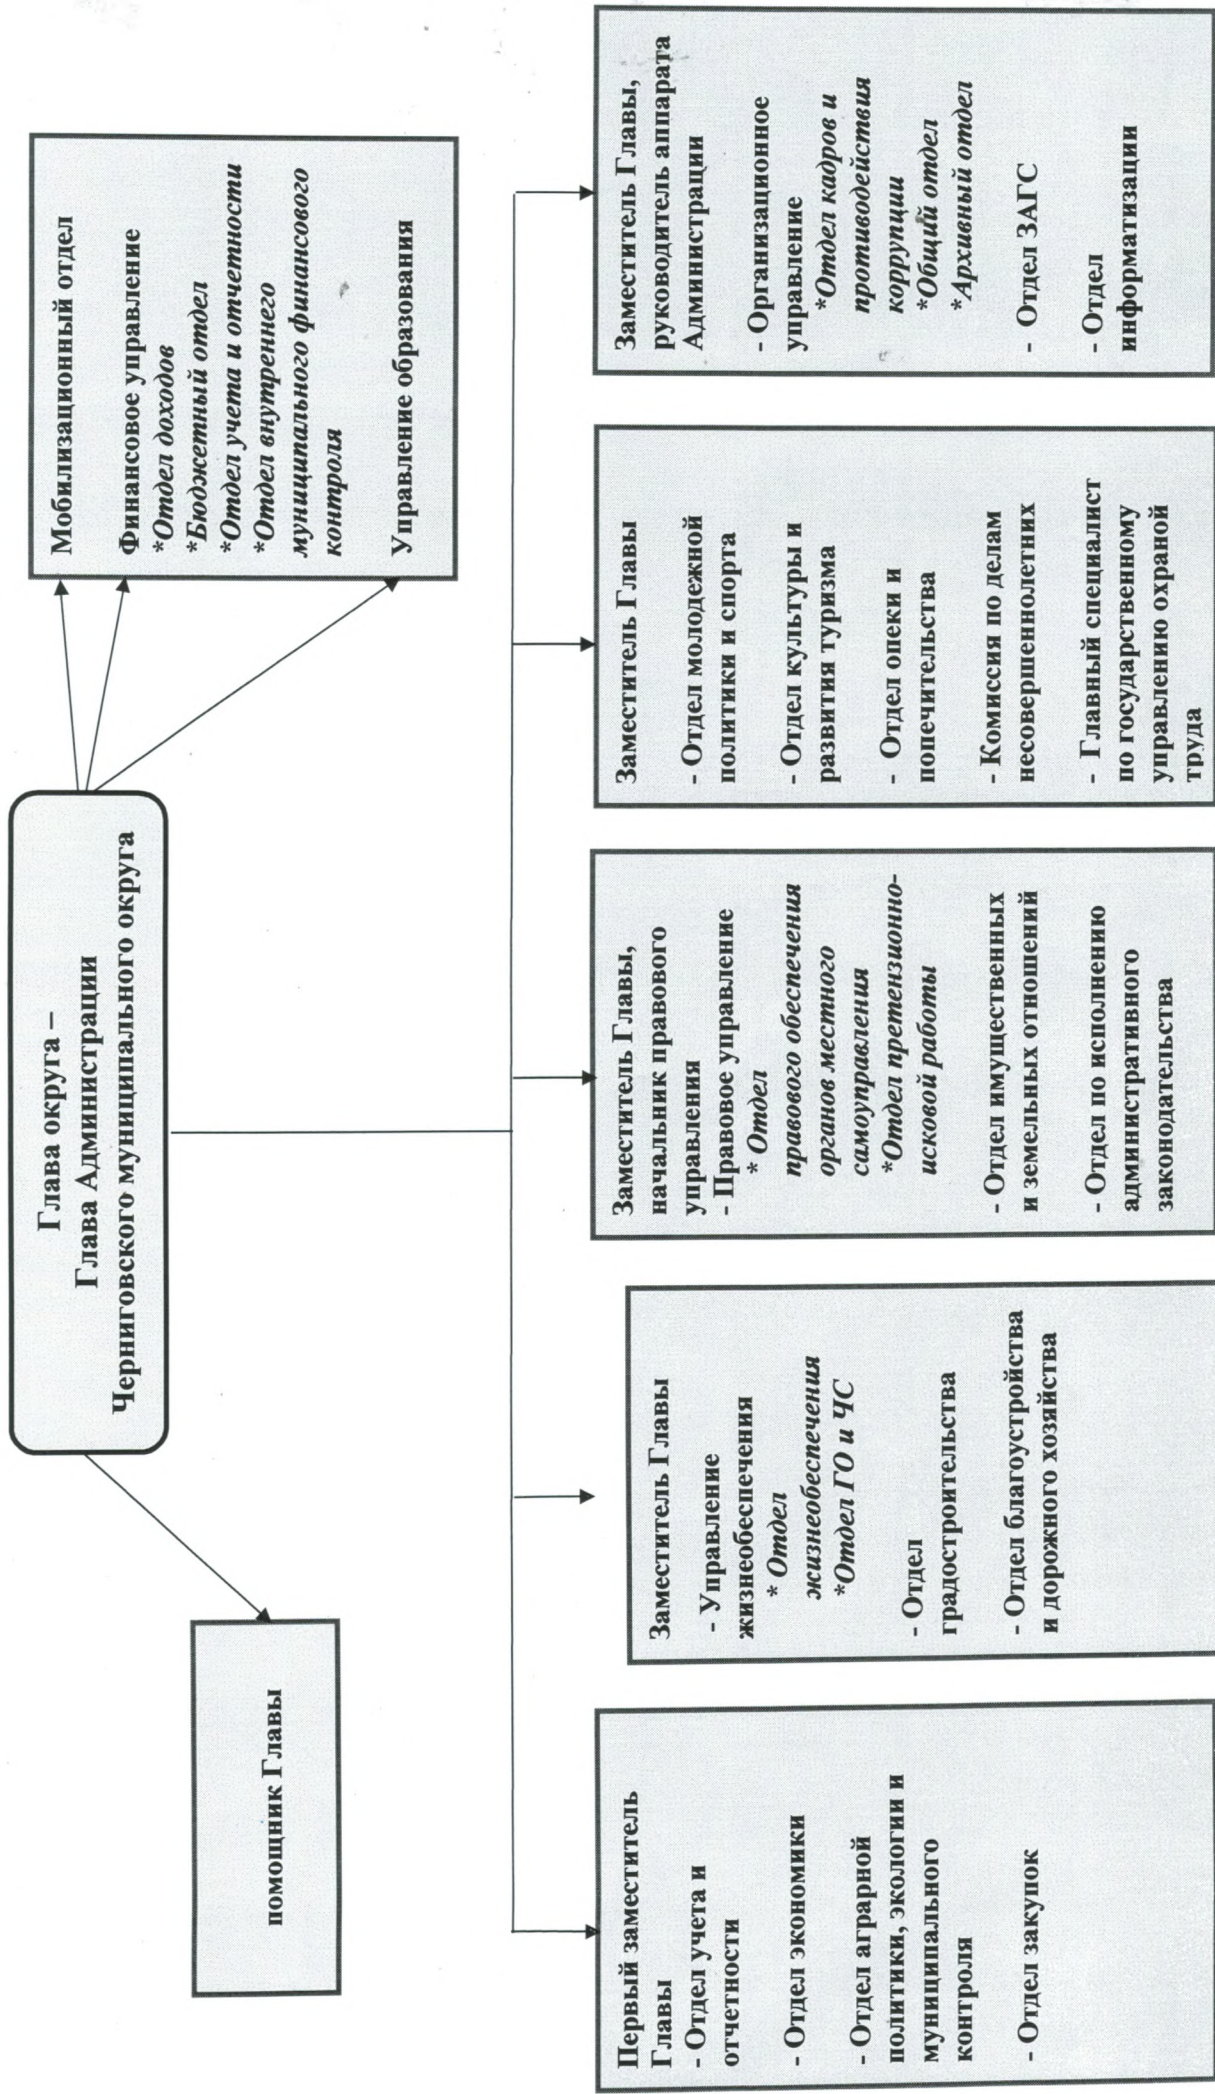 Глава округа –
Глава Администрации
Черниговского муниципального округа
помощник Главы
Мобилизационный отдел
Финансовое управление
*Отдел доходов
*Бюджетный отдел
*Отдел учета и отчетности
*Отдел внутреннего
муниципального финансового
контроля
Управление образования
Первый заместитель
Главы
- Отдел учета и
отчетности
- Отдел экономики
- Отдел аграрной
политики, экологии и
муниципального
контроля
- Отдел закупок
Заместитель Главы
- Управление
жизнеобеспечения
* Отдел
жизнеобеспечения
*Отдел ГО и ЧС
- Отдел
градостроительства
- Отдел благоустройства
и дорожного хозяйства
Заместитель Главы,
начальник правового
управления
- Правовое управление
* Отдел
правового обеспечения
органов местного
самоуправления
*Отдел претензионно-
исковой работы
- Отдел имущественных
и земельных отношений
- Отдел по исполнению
административного
законодательства
Заместитель Главы
- Отдел молодежной
политики и спорта
- Отдел культуры и
развития туризма
- Отдел опеки и
попечительства
- Комиссия по делам
несовершеннолетних
- Главный специалист
по государственному
управлению охраной
труда
Заместитель Главы,
руководитель аппарата
Администрации
- Организационное
управление
*Отдел кадров и
противодействия
коррупции
*Общий отдел
*Архивный отдел
- Отдел ЗАГС
- Отдел
информатизации